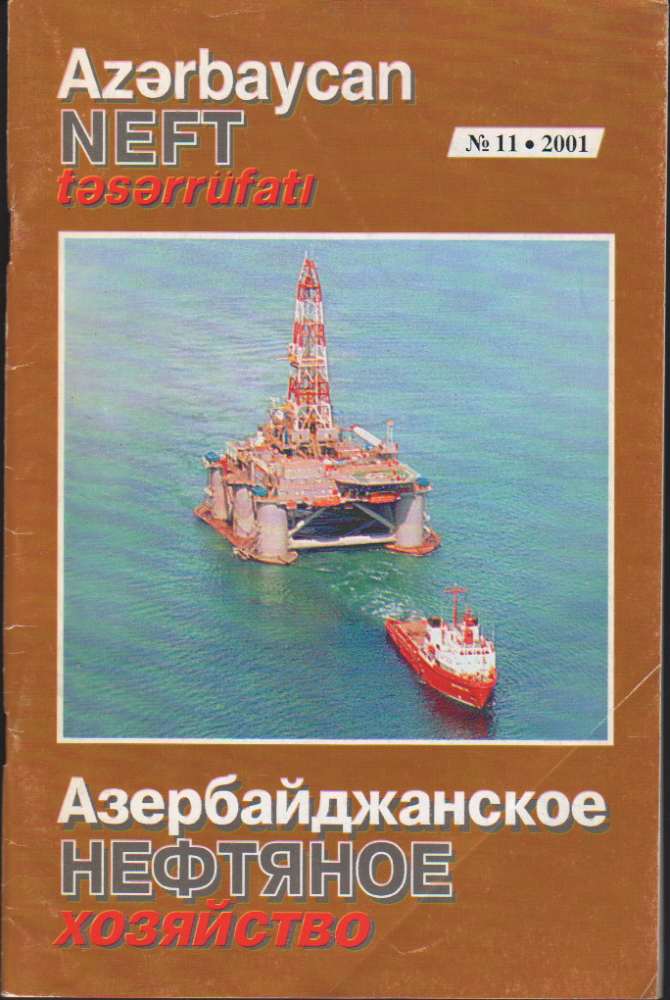 Azərbaycan
NEFT
təsərrüfatı
№ 11 • 2001
Азербайджанское
НЕФТЯНОЕ
хозяйство